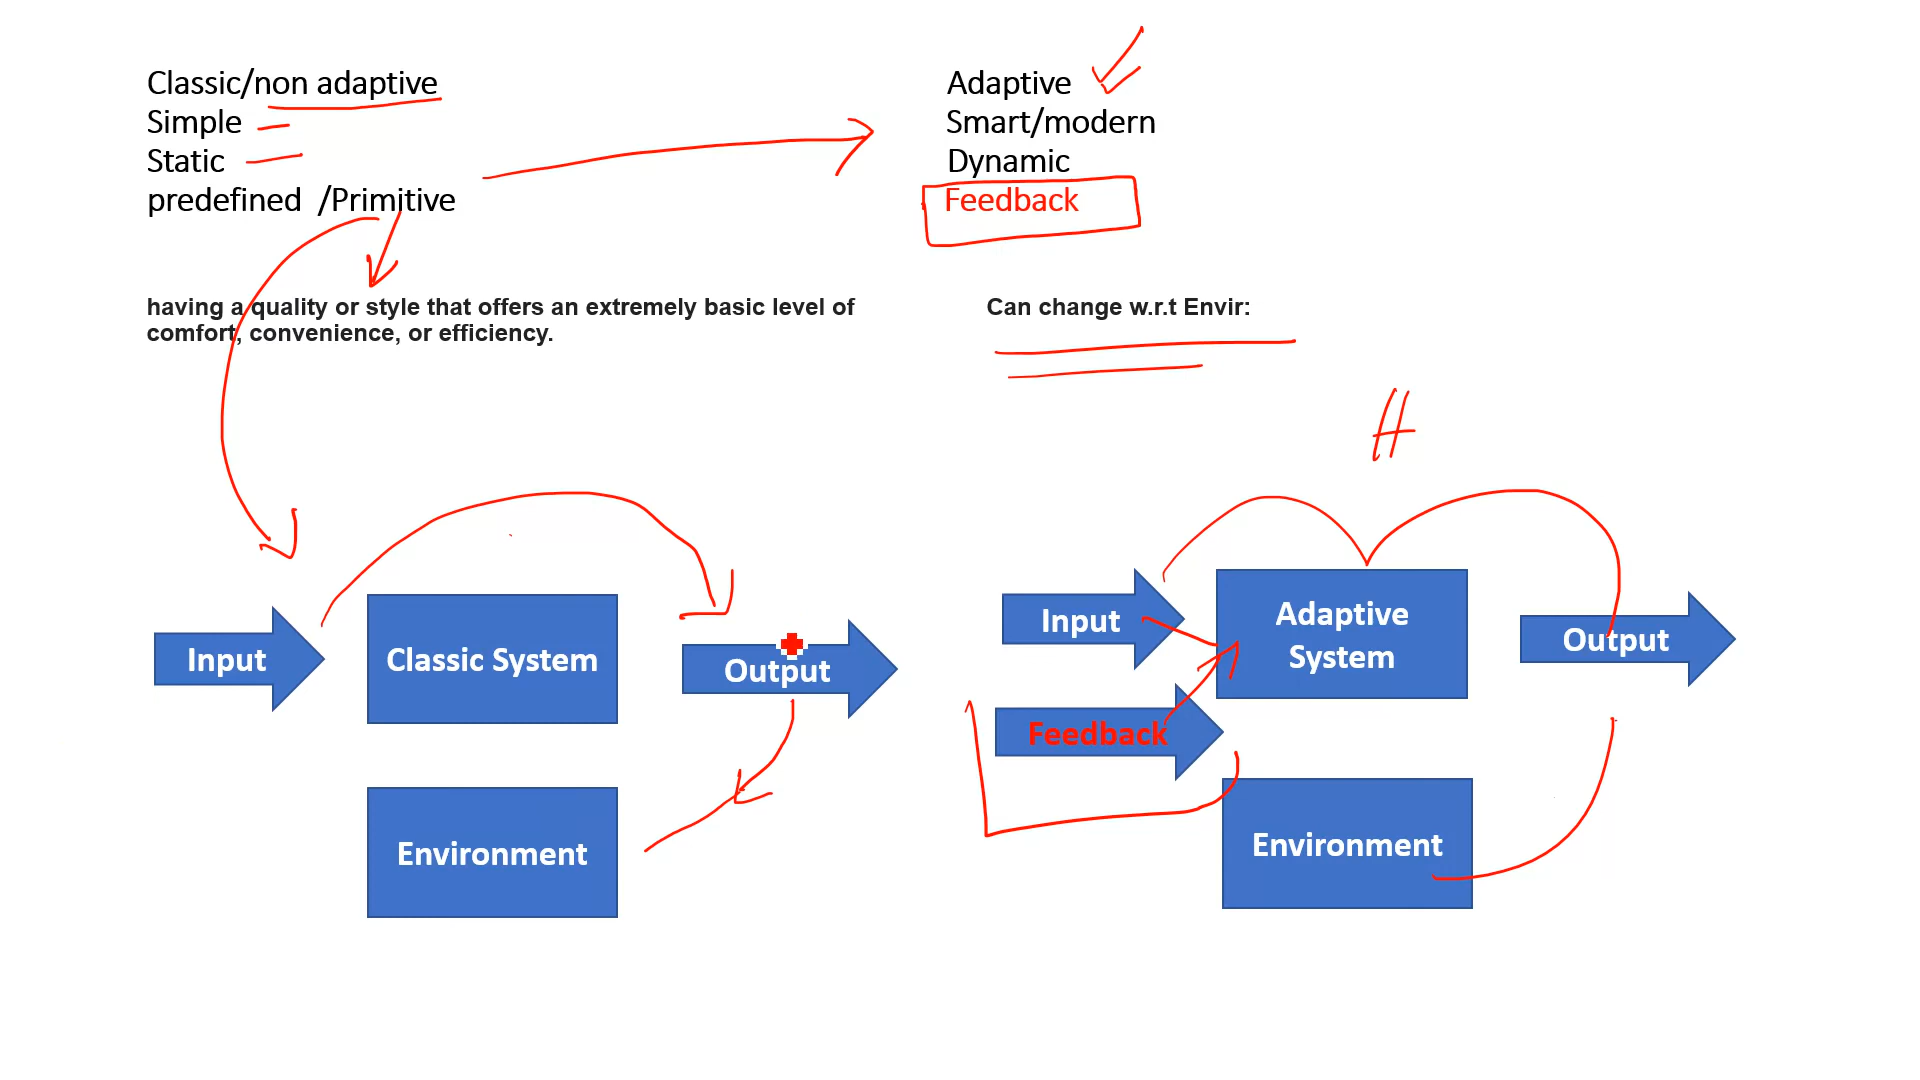 Classic/non adaptive
Simple
Static
predefined /Primitive
having a quality or style that offers an extremely basic level of
comfort, convenience, or efficiency.
Adaptive
Smart/modern
Dynamic
Feedback
Can change w.r.t Envir:
Input
Classic System
Output
Environment
Input
Adaptive
System
Output
Feedback
Environment